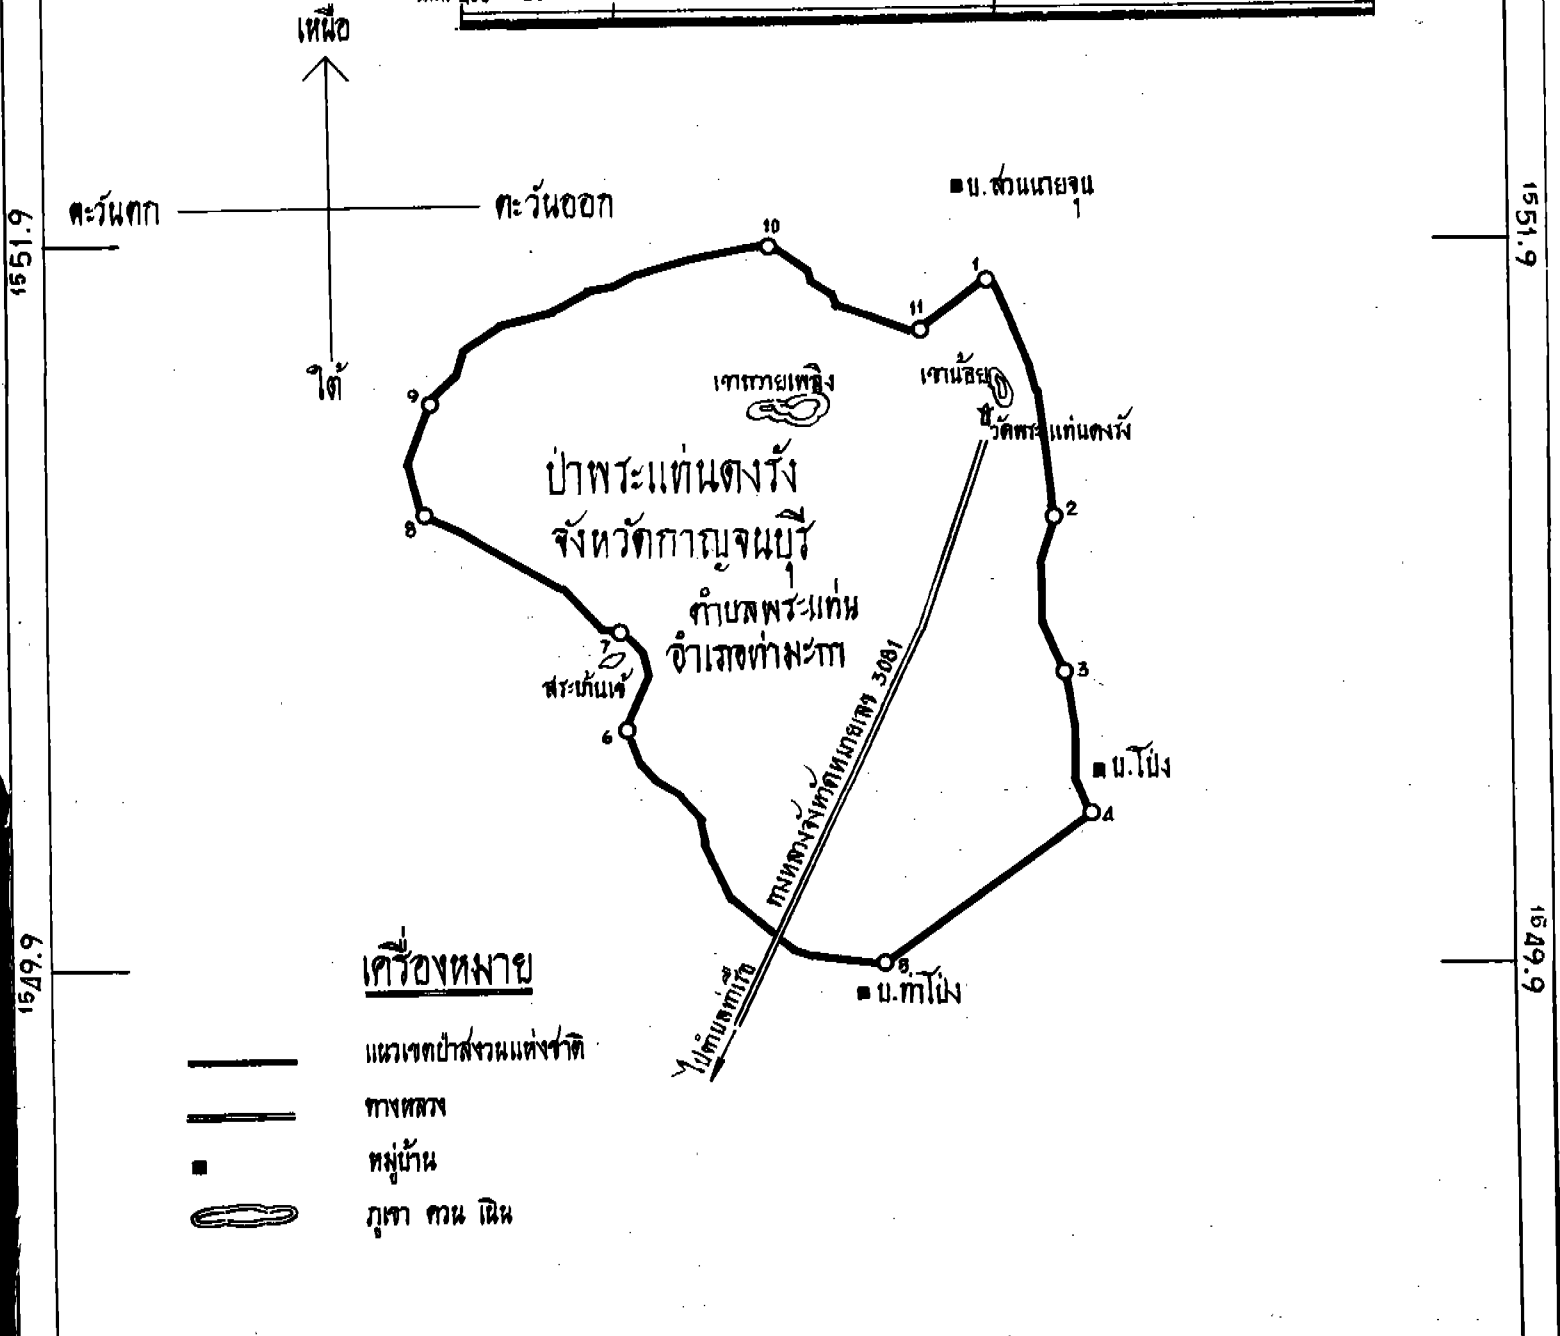 เหนือ
ตะวันตก
ตะวันออก
ใต้
1551.9
1551.9
บ.สวนนายจุน
10
1
11
9
เขาถวายเพลิง
เขาน้อย
วัดพระแท่นดงรัง
ป่าพระแท่นดงรัง
จังหวัดกาญจนบุรี
ตำบลพระแท่น
อำเภอท่ามะกา
2
8
7
3
6
ทางหลวงจังหวัดหมายเลข 3081
บ.โป่ง
4
5
บ.ท่าโป่ง
ไปตำบลท่าเรือ
1549.9
1549.9
เครื่องหมาย
แนวเขตป่าสงวนแห่งชาติ
ทางหลวง
หมู่บ้าน
ภูเขา ควน เนิน